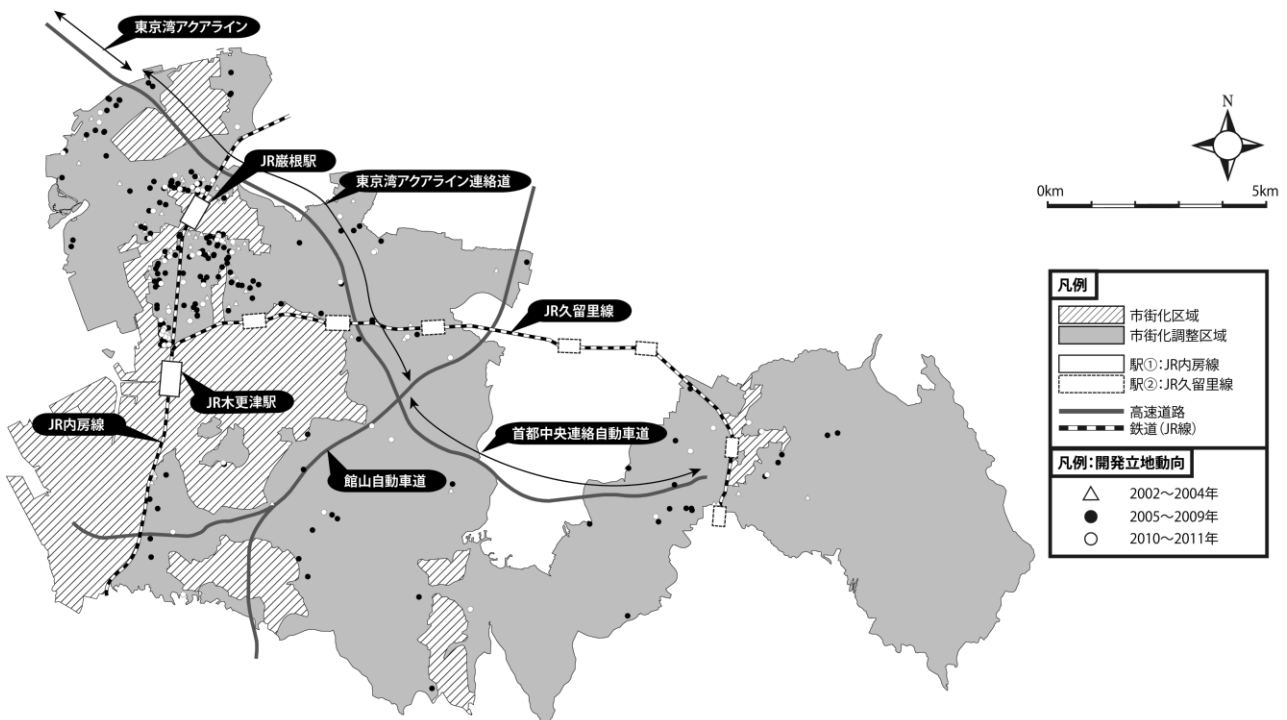 東京湾アクアライン
JR巌根駅
東京湾アクアライン連絡道
JR久留里線
JR木更津駅
JR内房線
首都中央連絡自動車道
館山自動車道
N
0km
5km
凡例
市街化区域
市街化調整区域
駅①:JR内房線
駅②:JR久留里線
高速道路
鉄道(JR線)
凡例:開発立地動向
2002〜2004年
2005〜2009年
2010〜2011年